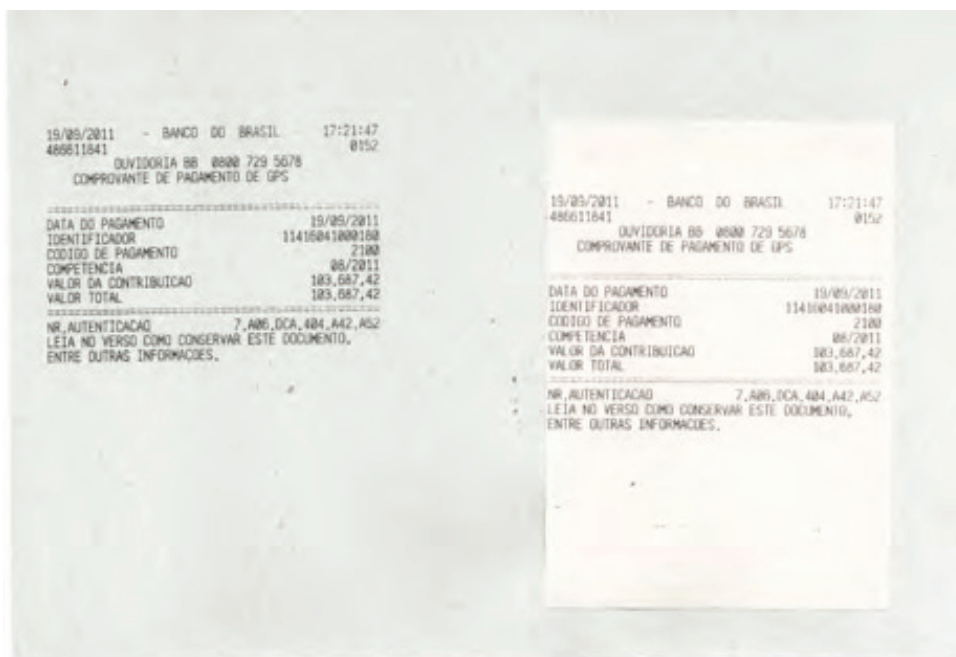 19/09/2011 - BANCO DO BRASIL - 17:21:47
486611841 0152
OUVIDORIA BB 0800 729 5678
COMPROVANTE DE PAGAMENTO DE GPS
DATA DO PAGAMENTO 19/09/2011
IDENTIFICADOR 11416041000180
CODIGO DE PAGAMENTO 2100
COMPETENCIA 08/2011
VALOR DA CONTRIBUICAO 103.687,42
VALOR TOTAL 103.687,42
NR.AUTENTICACAO 7.A06.DCA.404.A42.A52
LEIA NO VERSO COMO CONSERVAR ESTE DOCUMENTO,
ENTRE OUTRAS INFORMACOES.
19/09/2011 - BANCO DO BRASIL - 17:21:47
486611841 0152
OUVIDORIA BB 0800 729 5678
COMPROVANTE DE PAGAMENTO DE GPS
DATA DO PAGAMENTO 19/09/2011
IDENTIFICADOR 11416041000180
CODIGO DE PAGAMENTO 2100
COMPETENCIA 08/2011
VALOR DA CONTRIBUICAO 103.687,42
VALOR TOTAL 103.687,42
NR.AUTENTICACAO 7.A06.DCA.404.A42.A52
LEIA NO VERSO COMO CONSERVAR ESTE DOCUMENTO,
ENTRE OUTRAS INFORMACOES.